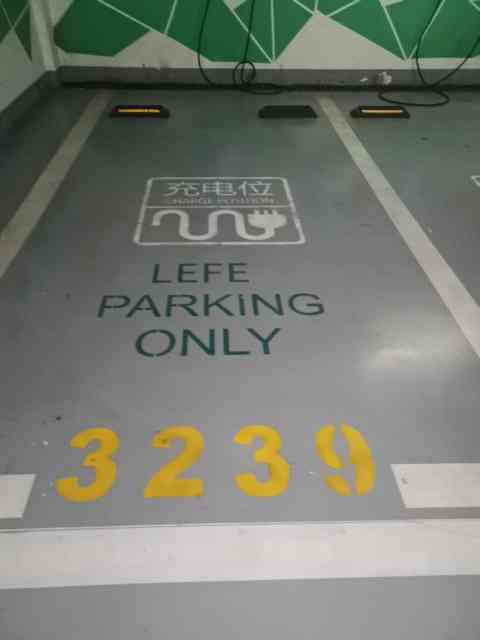 充电位
CHARGE POSITION
LEFE
PARKING
ONLY
3239